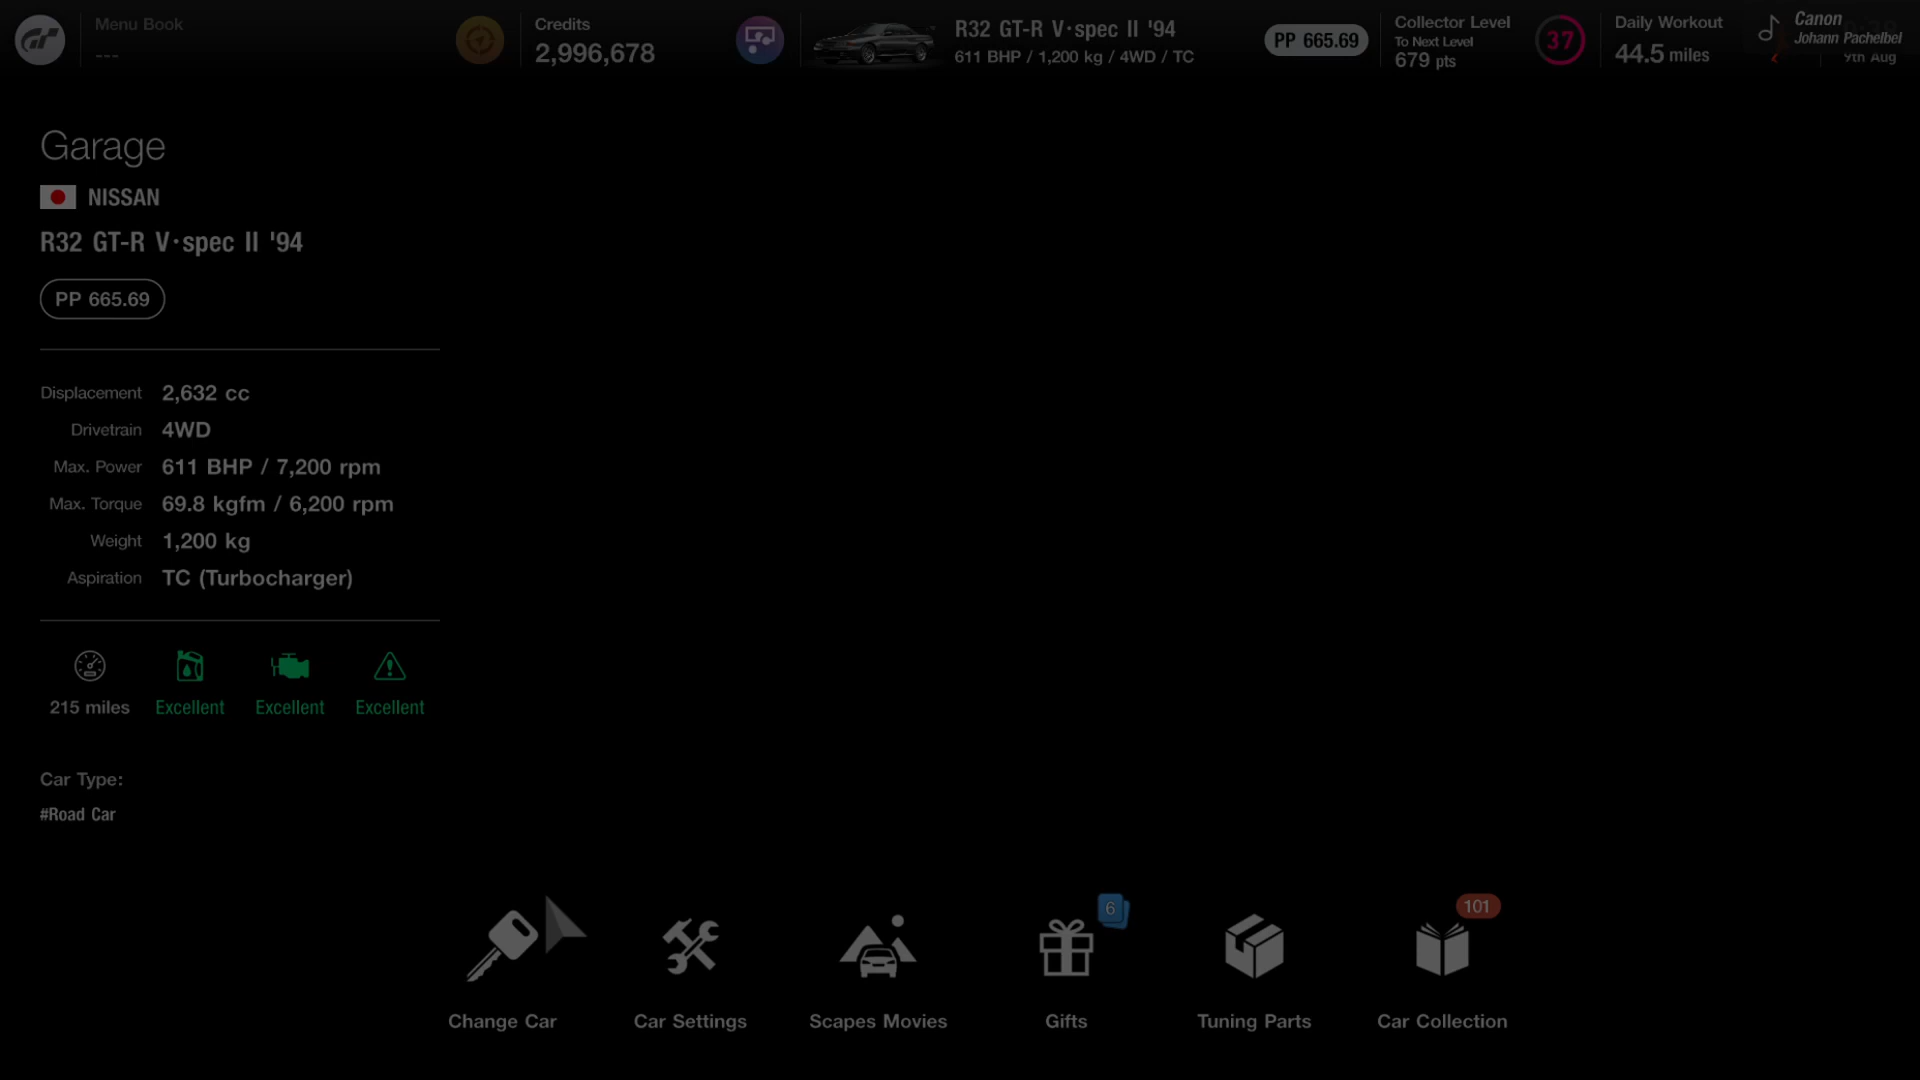 Menu Book
---
Credits
2,996,678
R32 GT-R V·spec II '94
611 BHP / 1,200 kg / 4WD / TC
PP 665.69
Collector Level
To Next Level
679 pts
37
Daily Workout
44.5 miles
Canon
Johann Pachelbel
9th Aug
Garage
NISSAN
R32 GT-R V·spec II '94
PP 665.69
Displacement 2,632 cc
Drivetrain 4WD
Max. Power 611 BHP / 7,200 rpm
Max. Torque 69.8 kgfm / 6,200 rpm
Weight 1,200 kg
Aspiration TC (Turbocharger)
215 miles Excellent Excellent Excellent
Car Type:
#Road Car
6
101
Change Car Car Settings Scapes Movies Gifts Tuning Parts Car Collection